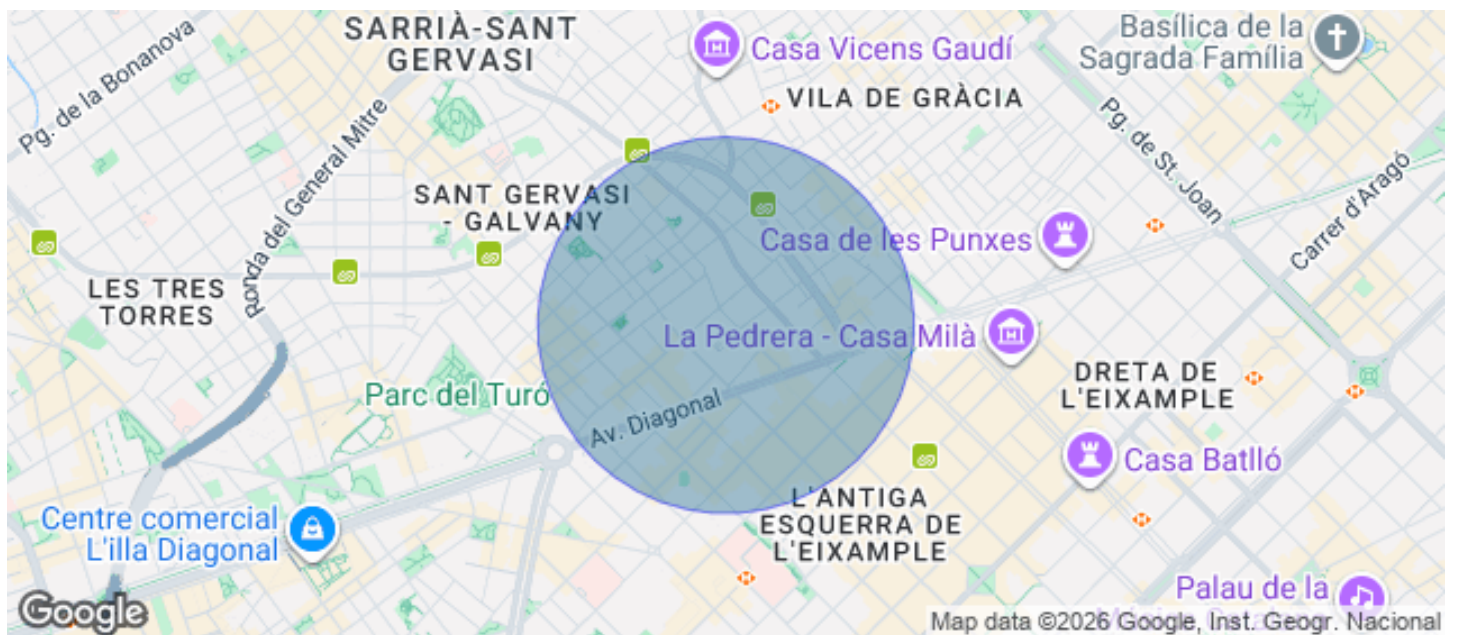 SARRIÀ-SANT
GERVASI
Pg. de la Bonanova
Casa Vicens Gaudí
Basílica de la
Sagrada Família
VILA DE GRÀCIA
Ronda del General Mitre
Pg. de St. Joan
Carrer d'Aragó
SANT GERVASI
- GALVANY
Casa de les Punxes
LES TRES
TORRES
La Pedrera - Casa Milà
Parc del Turó
Av. Diagonal
DRETA DE
L'EIXAMPLE
Casa Batlló
L'ANTIGA
ESQUERRA DE
L'EIXAMPLE
Centre comercial
L'illa Diagonal
Palau de la
Google
Map data ©2026 Google, Inst. Geogr. Nacional